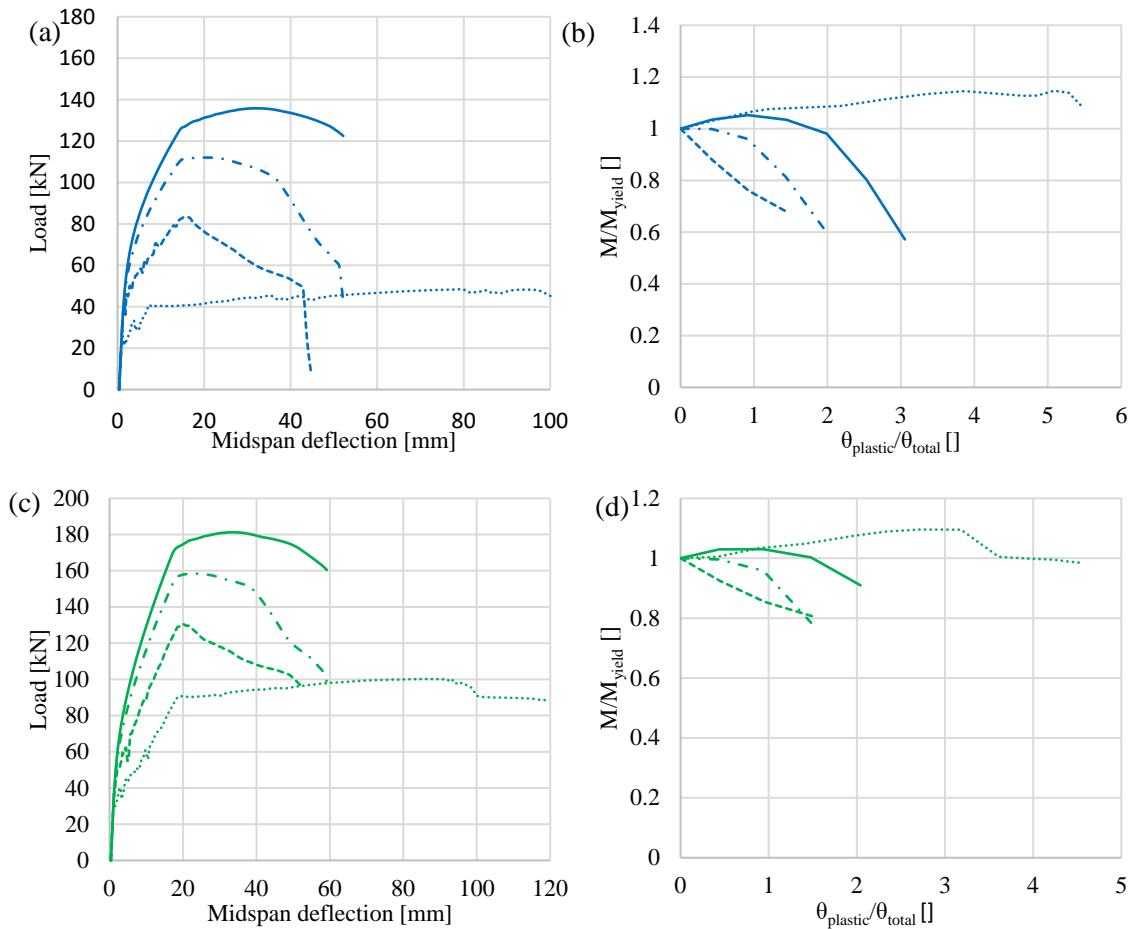 (a)
180
160
140
120
100
80
60
40
20
0
Load [kN]
0 20 40 60 80 100
Midspan deflection [mm]
(b)
1.4
1.2
1
0.8
0.6
0.4
0.2
0
M/Myield []
0 1 2 3 4 5 6
θplastic/θtotal []
(c)
200
180
160
140
120
100
80
60
40
20
0
Load [kN]
0 20 40 60 80 100 120
Midspan deflection [mm]
(d)
1.2
1
0.8
0.6
0.4
0.2
0
M/Myield []
0 1 2 3 4 5
θplastic/θtotal []